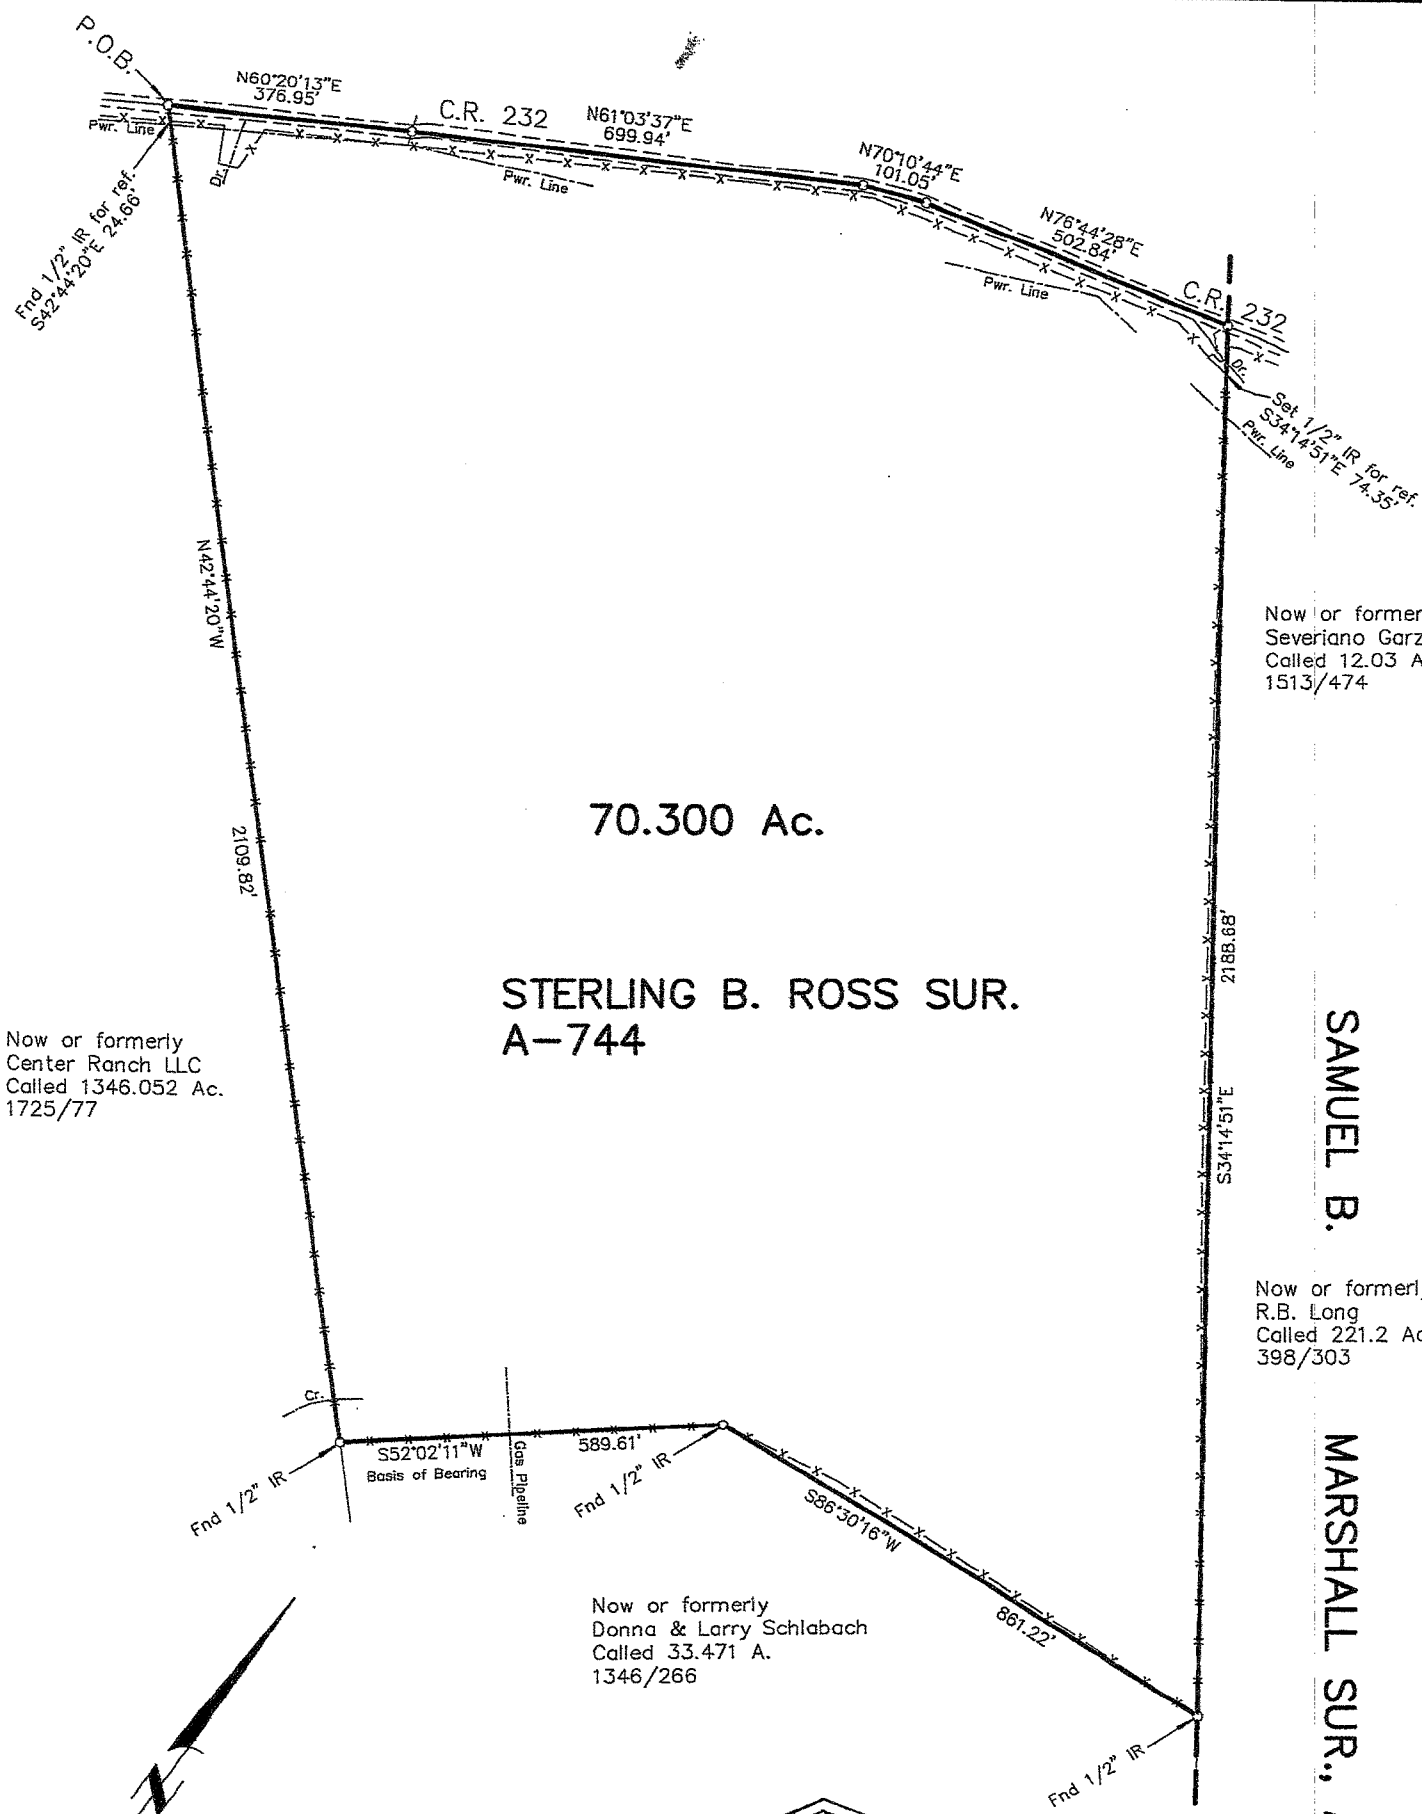 P.O.B.
N60°20'13"E
376.95'
C.R. 232
N61°03'37"E
699.94'
N70°10'44"E
101.05'
N76°44'28"E
502.84'
C.R. 232
Pwr. Line
Dr.
Pwr. Line
Pwr. Line
Dr.
Pwr. Line
Fnd 1/2" IR for ref.
S42°44'20"E 24.66'
Set 1/2" IR for ref.
S34°14'51"E 74.35'
N42°44'20"W
2109.82'
Now or former
Severiano Garz
Called 12.03 A
1513/474
70.300 Ac.
2188.68'
STERLING B. ROSS SUR.
A-744
Now or formerly
Center Ranch LLC
Called 1346.052 Ac.
1725/77
S34°14'51"E
SAMUEL B. MARSHALL SUR.,
Now or formerl
R.B. Long
Called 221.2 Ac
398/303
Cr.
S52°02'11"W
589.61'
Basis of Bearing
Gas Pipeline
Fnd 1/2" IR
Fnd 1/2" IR
S86°30'16"W
861.22'
Now or formerly
Donna & Larry Schlabach
Called 33.471 A.
1346/266
Fnd 1/2" IR